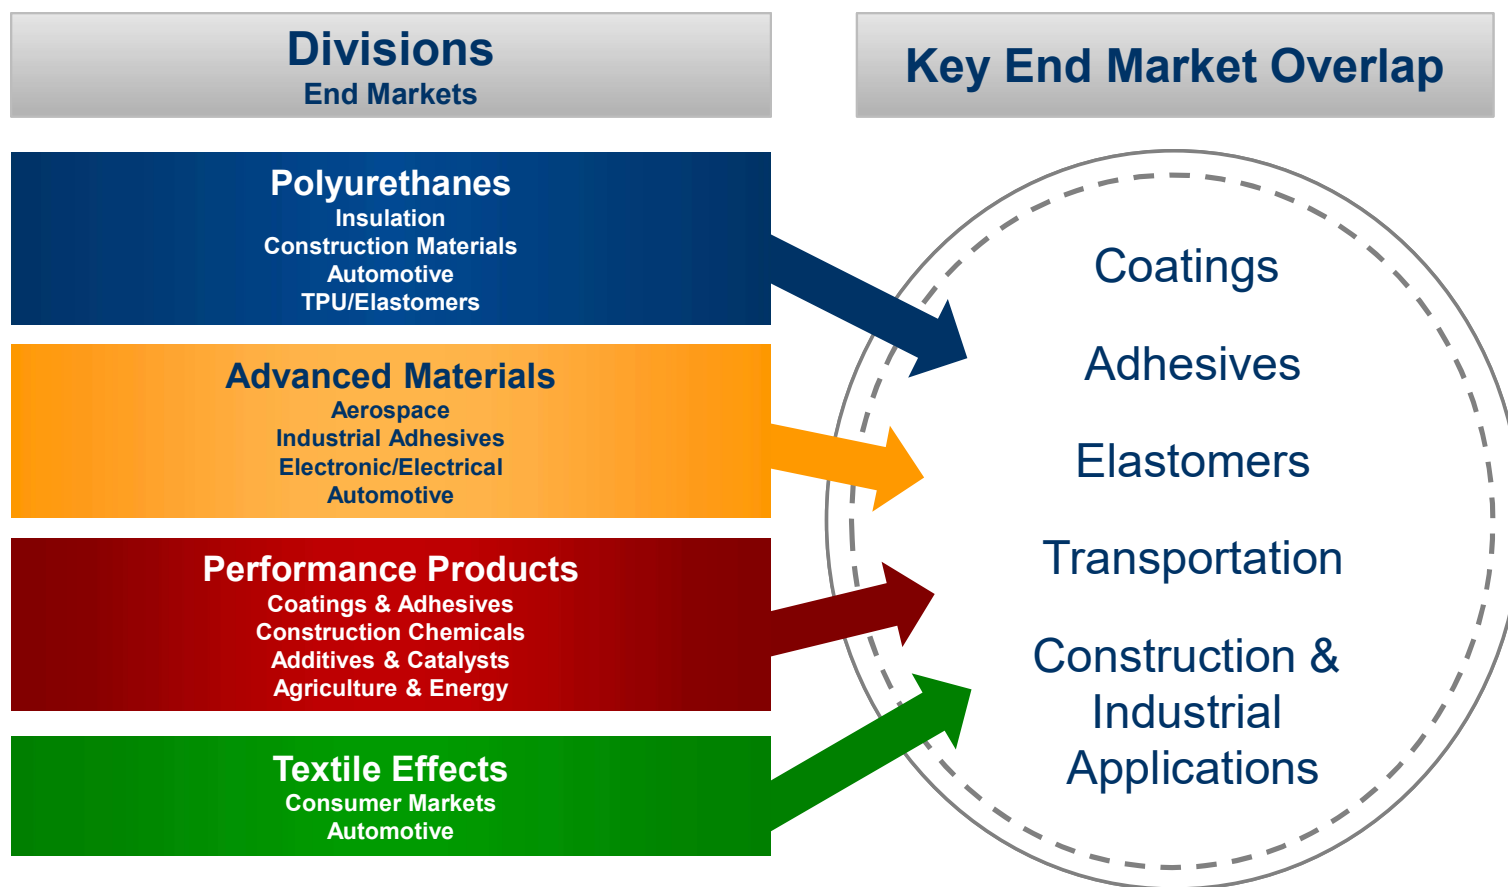 Divisions
End Markets
Key End Market Overlap
Polyurethanes
Insulation
Construction Materials
Automotive
TPU/Elastomers
Advanced Materials
Aerospace
Industrial Adhesives
Electronic/Electrical
Automotive
Performance Products
Coatings & Adhesives
Construction Chemicals
Additives & Catalysts
Agriculture & Energy
Textile Effects
Consumer Markets
Automotive
Coatings
Adhesives
Elastomers
Transportation
Construction &
Industrial
Applications